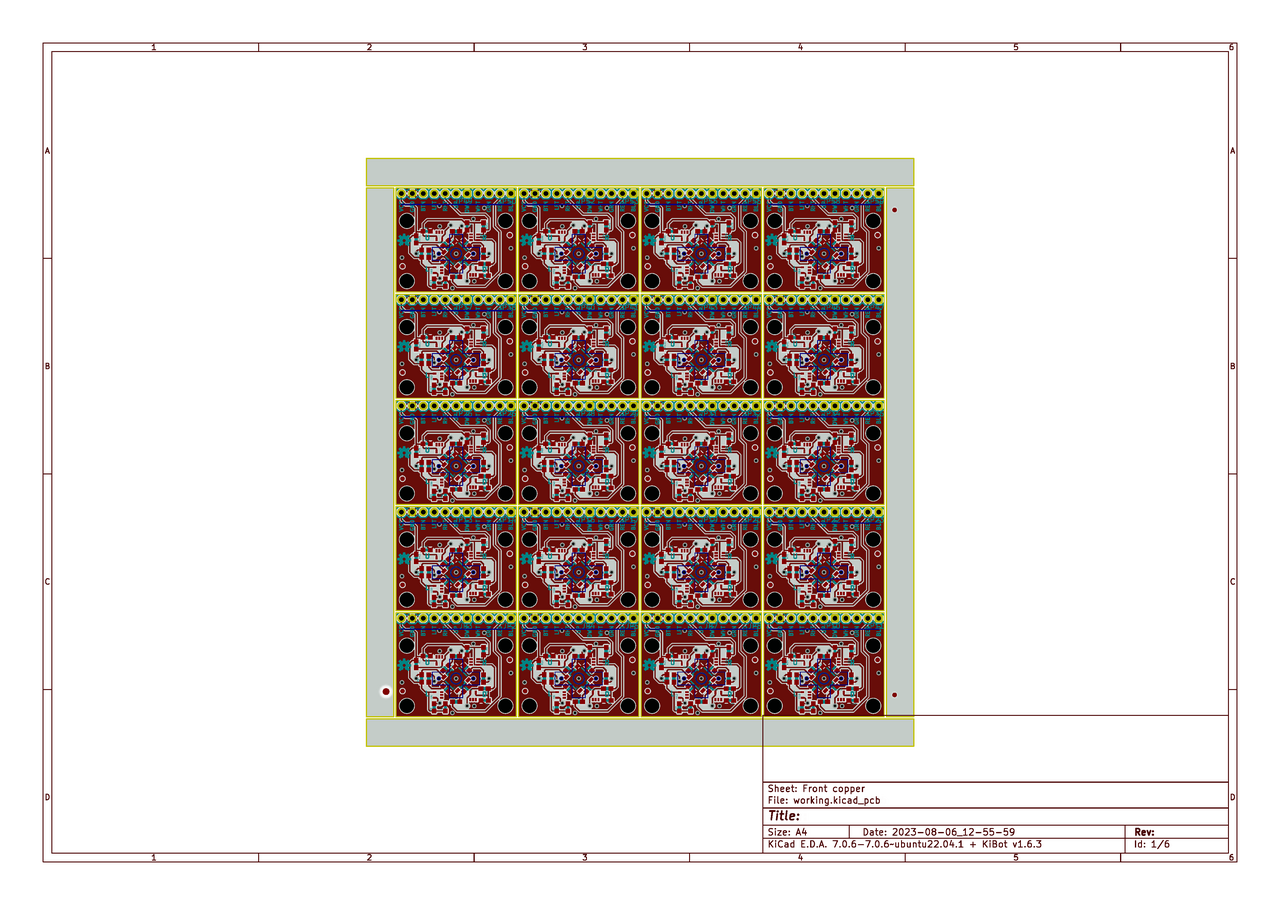 1 2 3 4 5 6
A A
B B
C C
D D
Sheet: Front copper
File: working.kicad_pcb
Title:
Size: A4 Date: 2023-08-06_12-55-59 Rev:
KiCad E.D.A. 7.0.6-7.0.6~ubuntu22.04.1 + KiBot v1.6.3 Id: 1/6
1 2 3 4 5 6